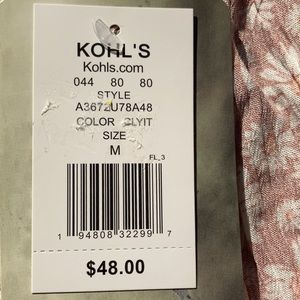 KOHL'S
Kohls.com
044 80 80
STYLE
A3672U78A48
COLOR CLYIT
SIZE
M
FL_3
1 94808 32299 7
$48.00